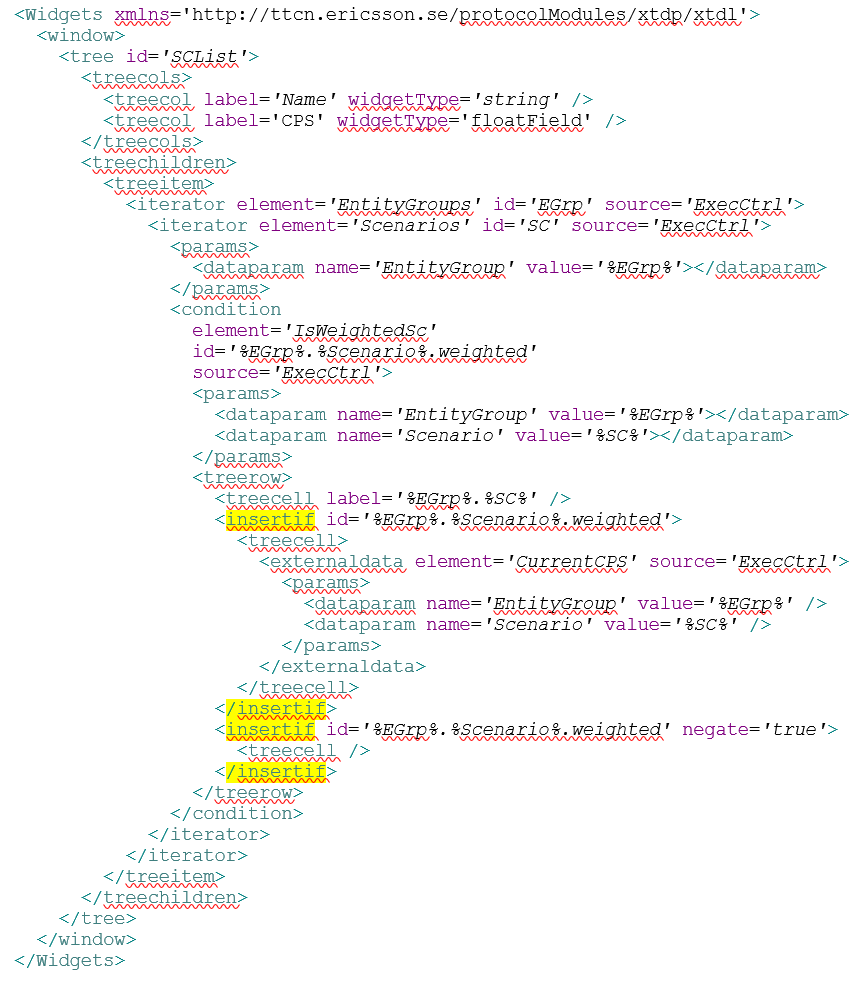 <Widgets xmlns='http://ttcn.ericsson.se/protocolModules/xtdp/xtdl'>
  <window>
    <tree id='SCList'>
      <treecols>
        <treecol label='Name' widgetType='string' />
        <treecol label='CPS' widgetType='floatField' />
      </treecols>
      <treechildren>
        <treeitem>
          <iterator element='EntityGroups' id='EGrp' source='ExecCtrl'>
            <iterator element='Scenarios' id='SC' source='ExecCtrl'>
              <params>
                <dataparam name='EntityGroup' value='%EGrp%'></dataparam>
              </params>
              <condition
                element='IsWeightedSc'
                id='%EGrp%.%Scenario%.weighted'
                source='ExecCtrl'>
                <params>
                  <dataparam name='EntityGroup' value='%EGrp%'></dataparam>
                  <dataparam name='Scenario' value='%SC%'></dataparam>
                </params>
                <treerow>
                  <treecell label='%EGrp%.%SC%' />
                  <insertif id='%EGrp%.%Scenario%.weighted'>
                    <treecell>
                      <externaldata element='CurrentCPS' source='ExecCtrl'>
                        <params>
                          <dataparam name='EntityGroup' value='%EGrp%' />
                          <dataparam name='Scenario' value='%SC%' />
                        </params>
                      </externaldata>
                    </treecell>
                  </insertif>
                  <insertif id='%EGrp%.%Scenario%.weighted' negate='true'>
                    <treecell />
                  </insertif>
                </treerow>
              </condition>
            </iterator>
          </iterator>
        </treeitem>
      </treechildren>
    </tree>
  </window>
</Widgets>